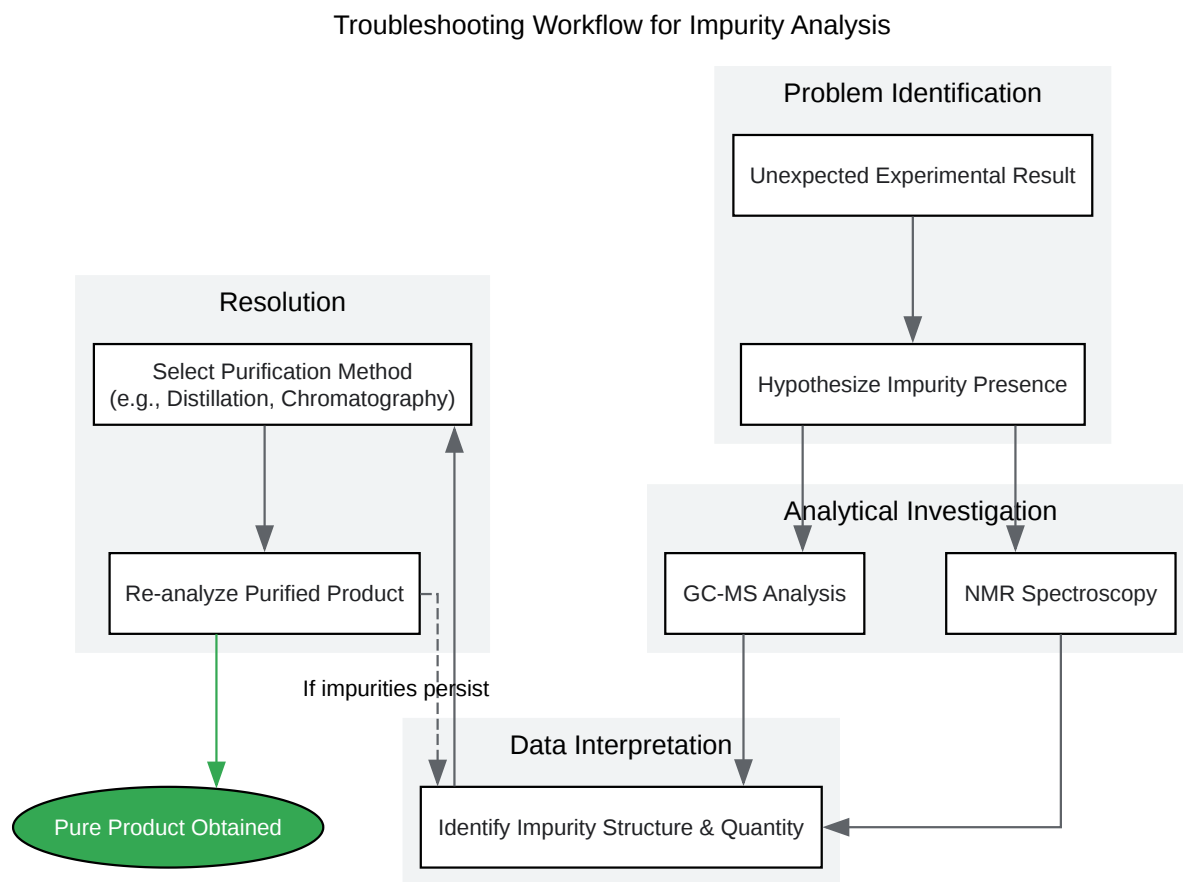 Troubleshooting Workflow for Impurity Analysis
Problem Identification
Unexpected Experimental Result
Hypothesize Impurity Presence
Resolution
Select Purification Method
(e.g., Distillation, Chromatography)
Re-analyze Purified Product
Analytical Investigation
GC-MS Analysis
NMR Spectroscopy
If impurities persist
Data Interpretation
Identify Impurity Structure & Quantity
Pure Product Obtained